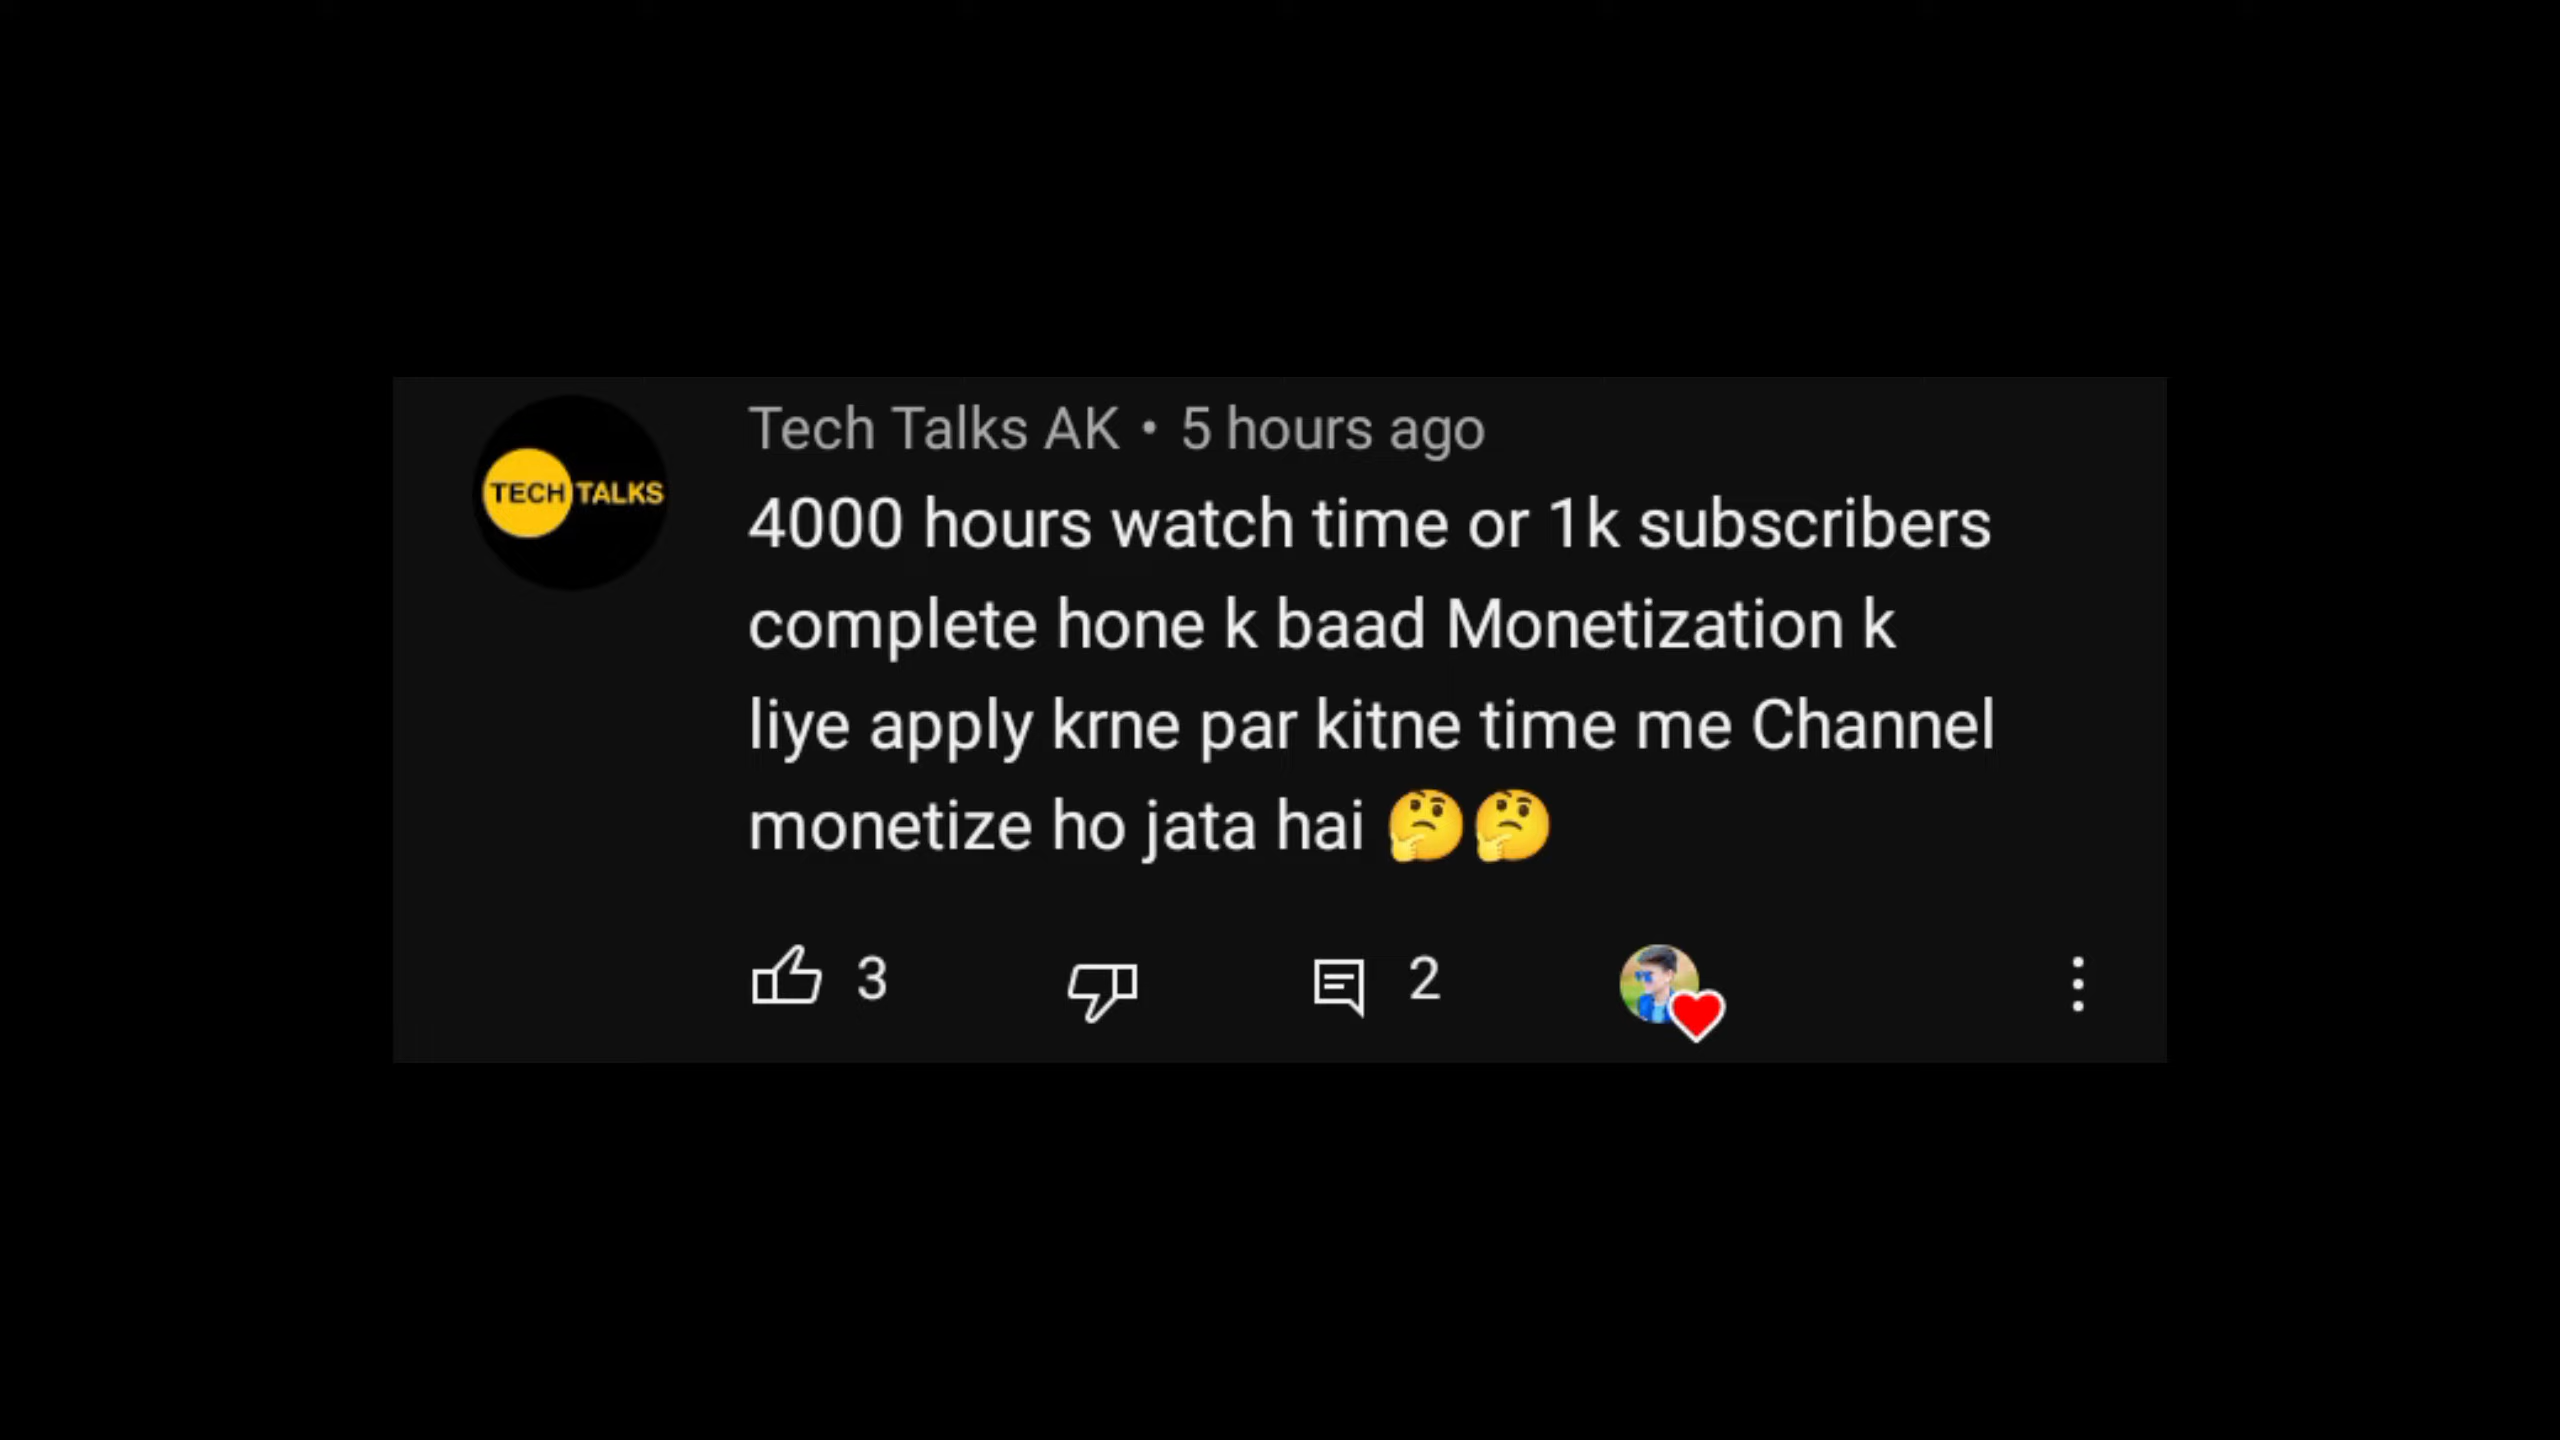 TECH TALKS
Tech Talks AK • 5 hours ago
4000 hours watch time or 1k subscribers
complete hone k baad Monetization k
liye apply krne par kitne time me Channel
monetize ho jata hai 🤔🤔
3 2